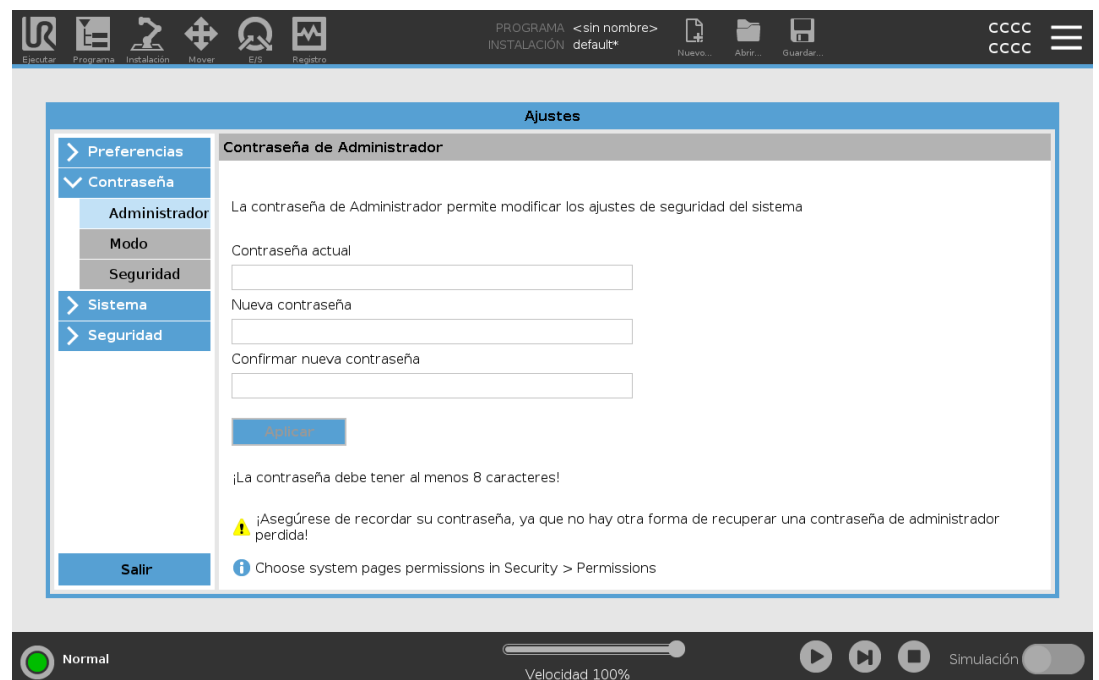 PROGRAMA <sin nombre>
INSTALACIÓN default*
CCCC
CCCC
Ejecutar Programa Instalación Mover E/S Registro
Nuevo... Abrir... Guardar...
Ajustes
Preferencias
Contraseña
Administrador
Modo
Seguridad
Sistema
Seguridad
Salir
Contraseña de Administrador
La contraseña de Administrador permite modificar los ajustes de seguridad del sistema
Contraseña actual
Nueva contraseña
Confirmar nueva contraseña
Aplicar
¡La contraseña debe tener al menos 8 caracteres!
¡Asegúrese de recordar su contraseña, ya que no hay otra forma de recuperar una contraseña de administrador
perdida!
Choose system pages permissions in Security > Permissions
Normal
Velocidad 100%
Simulación